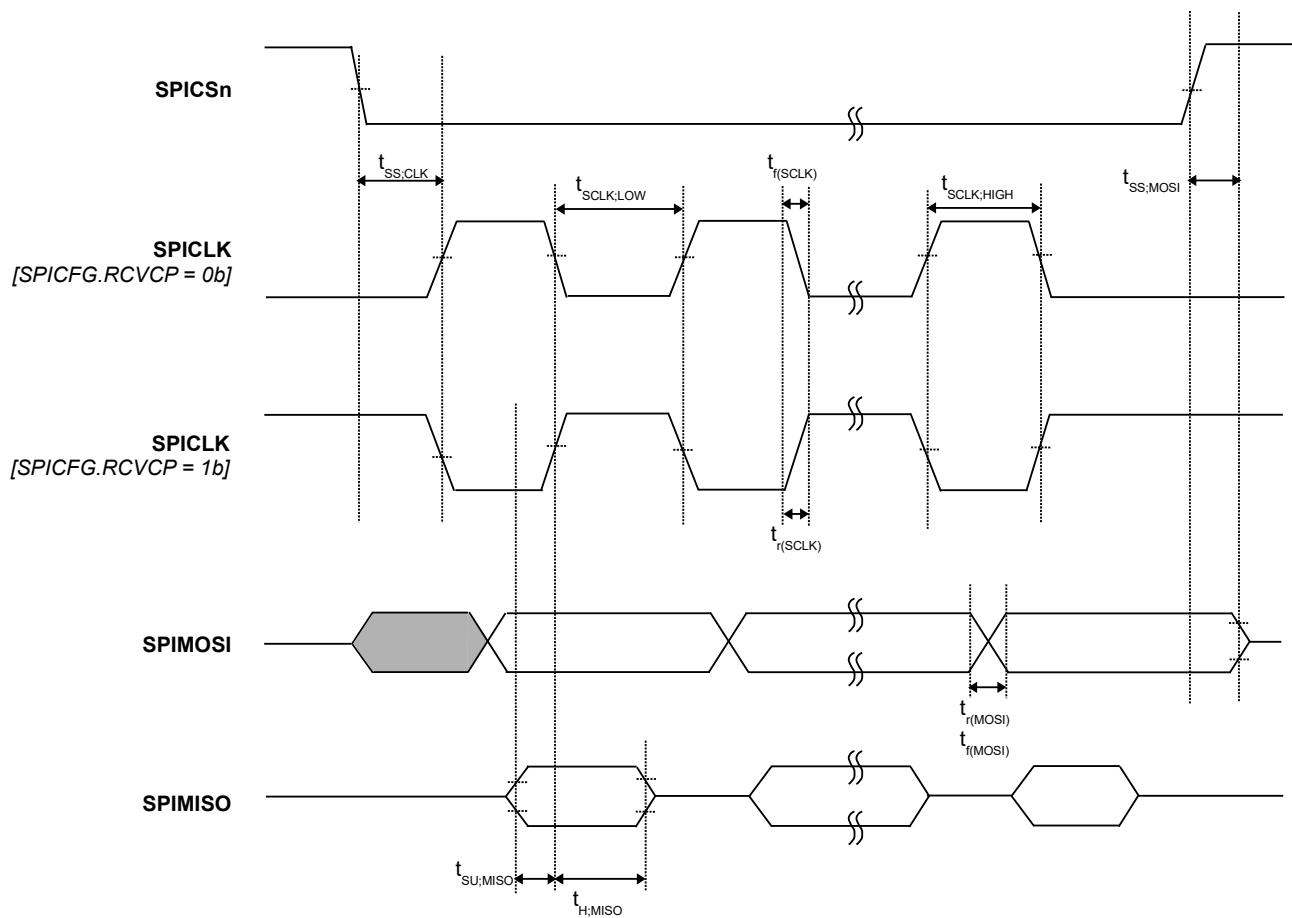 SPICSn
tSS;CLK
tSCLK;LOW
tf(SCLK)
tSCLK;HIGH
tSS;MOSI
SPICLK
[SPICFG.RCVCP = 0b]
SPICLK
[SPICFG.RCVCP = 1b]
tr(SCLK)
SPIMOSI
tr(MOSI)
tf(MOSI)
SPIMISO
tSU;MISO
tH;MISO